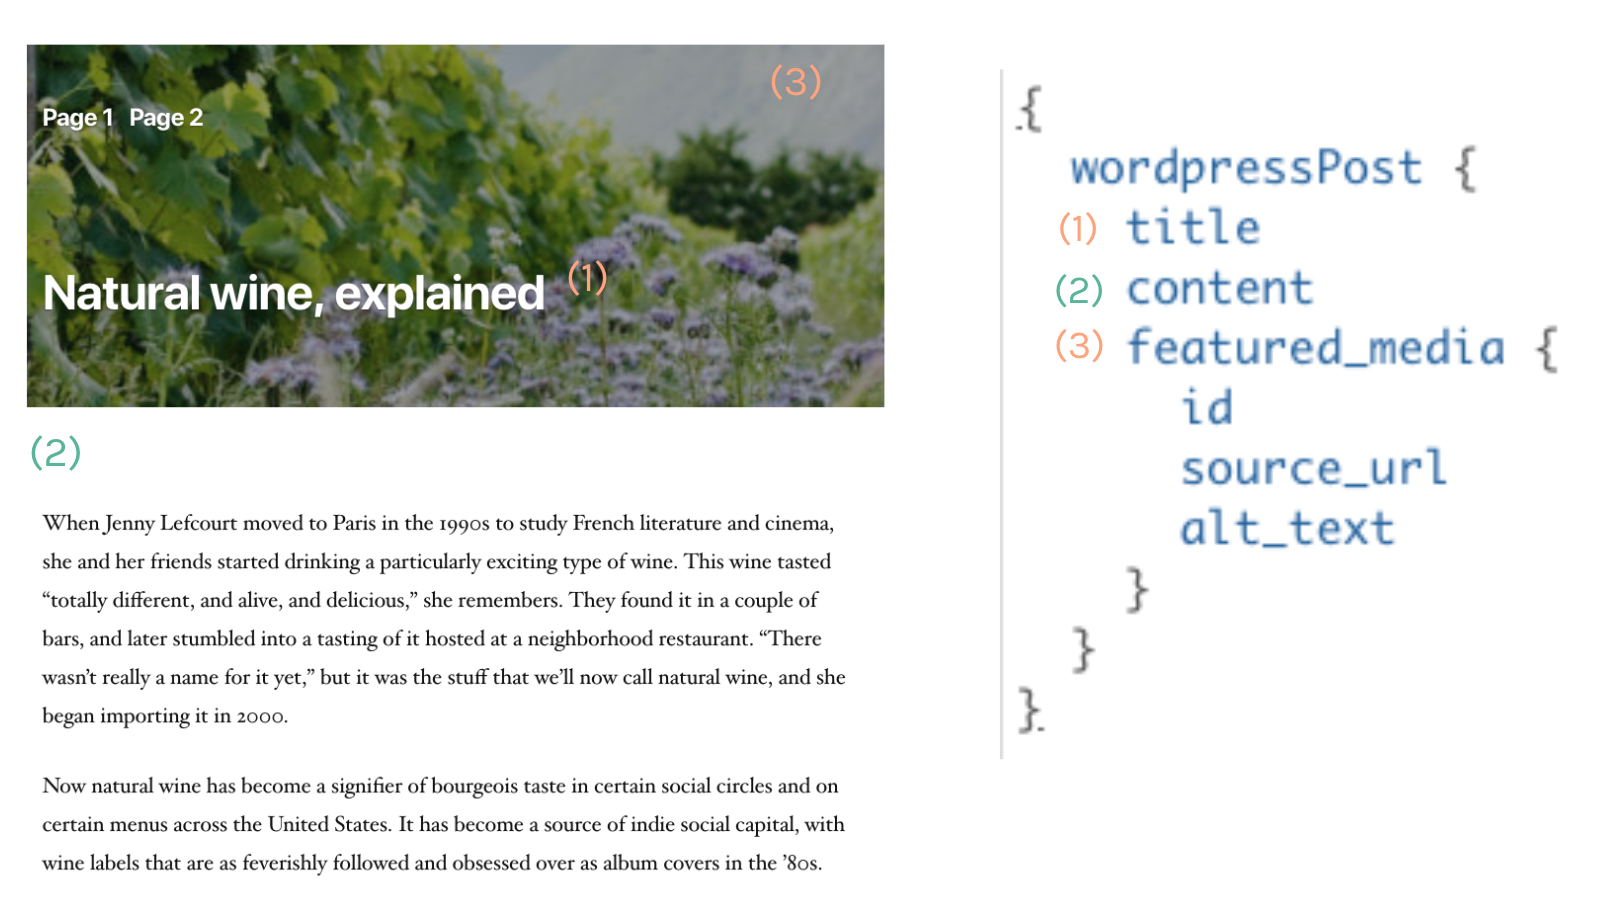 (3)
Page 1 Page 2
Natural wine, explained (1)
(2)
When Jenny Lefcourt moved to Paris in the 1990s to study French literature and cinema,
she and her friends started drinking a particularly exciting type of wine. This wine tasted
“totally different, and alive, and delicious,” she remembers. They found it in a couple of
bars, and later stumbled into a tasting of it hosted at a neighborhood restaurant. “There
wasn’t really a name for it yet,” but it was the stuff that we’ll now call natural wine, and she
began importing it in 2000.
Now natural wine has become a signifier of bourgeois taste in certain social circles and on
certain menus across the United States. It has become a source of indie social capital, with
wine labels that are as feverishly followed and obsessed over as album covers in the ’80s.
{
wordpressPost {
(1) title
(2) content
(3) featured_media {
id
source_url
alt_text
}
}
}